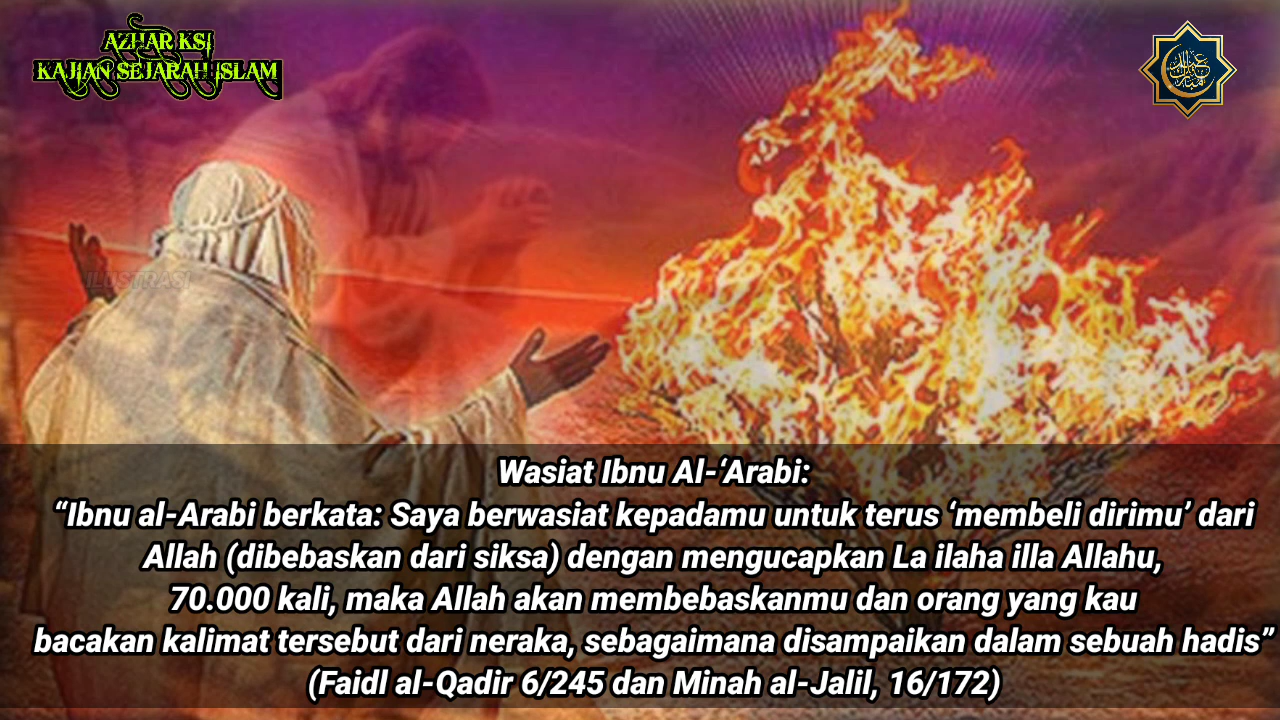 AZHAR KSI
KAJIAN SEJARAH ISLAM
ILUSTRASI
Wasiat Ibnu Al-‘Arabi:
“Ibnu al-Arabi berkata: Saya berwasiat kepadamu untuk terus ‘membeli dirimu’ dari
Allah (dibebaskan dari siksa) dengan mengucapkan La ilaha illa Allahu,
70.000 kali, maka Allah akan membebaskanmu dan orang yang kau
bacakan kalimat tersebut dari neraka, sebagaimana disampaikan dalam sebuah hadis”
(Faidl al-Qadir 6/245 dan Minah al-Jalil, 16/172)